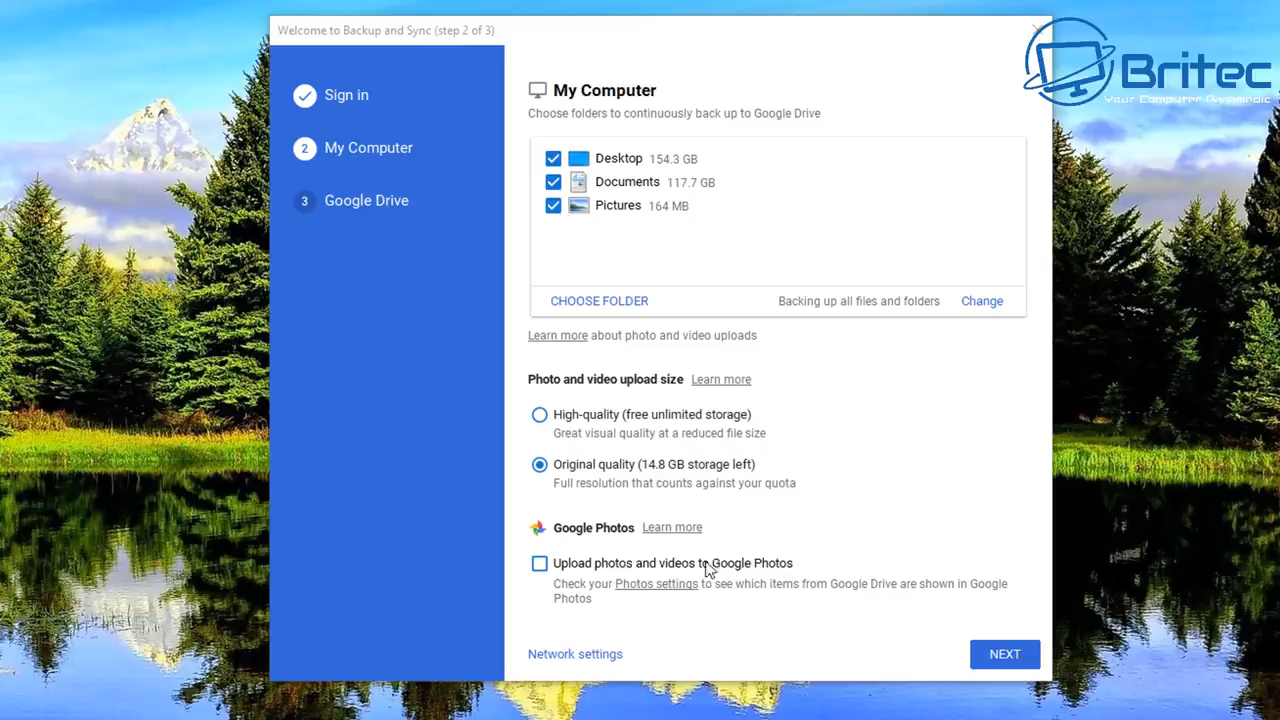 Welcome to Backup and Sync (step 2 of 3)
Britec
Your Computer Paramedic
Sign in
2 My Computer
3 Google Drive
My Computer
Choose folders to continuously back up to Google Drive
Desktop 154.3 GB
Documents 117.7 GB
Pictures 164 MB
CHOOSE FOLDER Backing up all files and folders Change
Learn more about photo and video uploads
Photo and video upload size Learn more
High-quality (free unlimited storage)
Great visual quality at a reduced file size
Original quality (14.8 GB storage left)
Full resolution that counts against your quota
Google Photos Learn more
Upload photos and videos to Google Photos
Check your Photos settings to see which items from Google Drive are shown in Google
Photos
Network settings NEXT